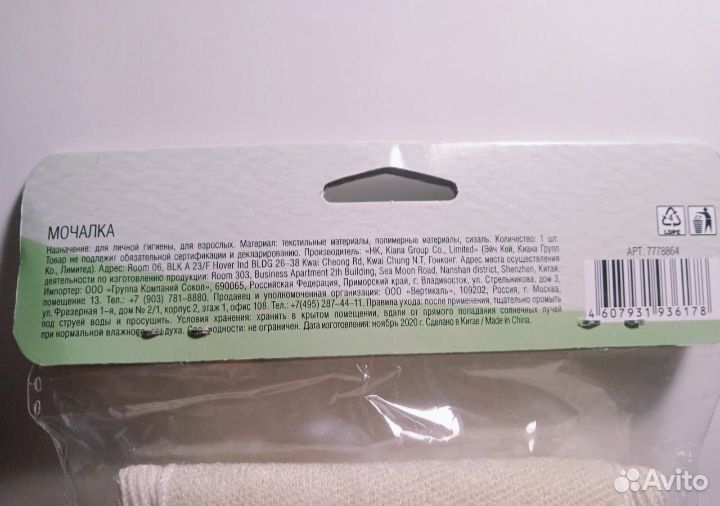 МОЧАЛКА
Назначение: для личной гигиены, для взрослых. Материал: текстильные материалы, полимерные материалы, сизаль. Количество: 1 шт.
Товар не подлежит обязательной сертификации и декларированию. Производитель: «HK, Kiana Group Co., Limited» (Эйч Кей, Киана Групп
Ко., Лимитед). Адрес: Room 06, BLK A 23/F Hover Ind BLDG 26-38 Kwai Cheong Rd, Kwai Chung N.T, Гонконг. Адрес места осуществления
деятельности по изготовлению продукции: Room 303, Business Apartment 2th Building, Sea Moon Road, Nanshan district, Shenzhen, Китай.
Импортер: ООО «Группа Компаний Сокол», 690065, Российская Федерация, Приморский край, г. Владивосток, ул. Стрельникова, дом 3,
помещение 13. Тел.: +7 (903) 781-8880. Продавец и уполномоченная организация: ООО «Вертикаль», 109202, Россия, г. Москва,
ул. Фрезерная 1-я, дом № 2/1, корпус 2, этаж 1, офис 108. Тел.: +7(495) 287-44-11. Правила ухода: после применения, тщательно промыть
под струей воды и просушить. Условия хранения: хранить в крытом помещении, вдали от прямого попадания солнечных лучей
при нормальной влажно воздуха. годности: не ограничен. Дата изготовления: ноябрь 2020 г. Сделано в Китае / Made in China.
4
LDPE
АРТ. 7778864
4 607931 936178
Avito